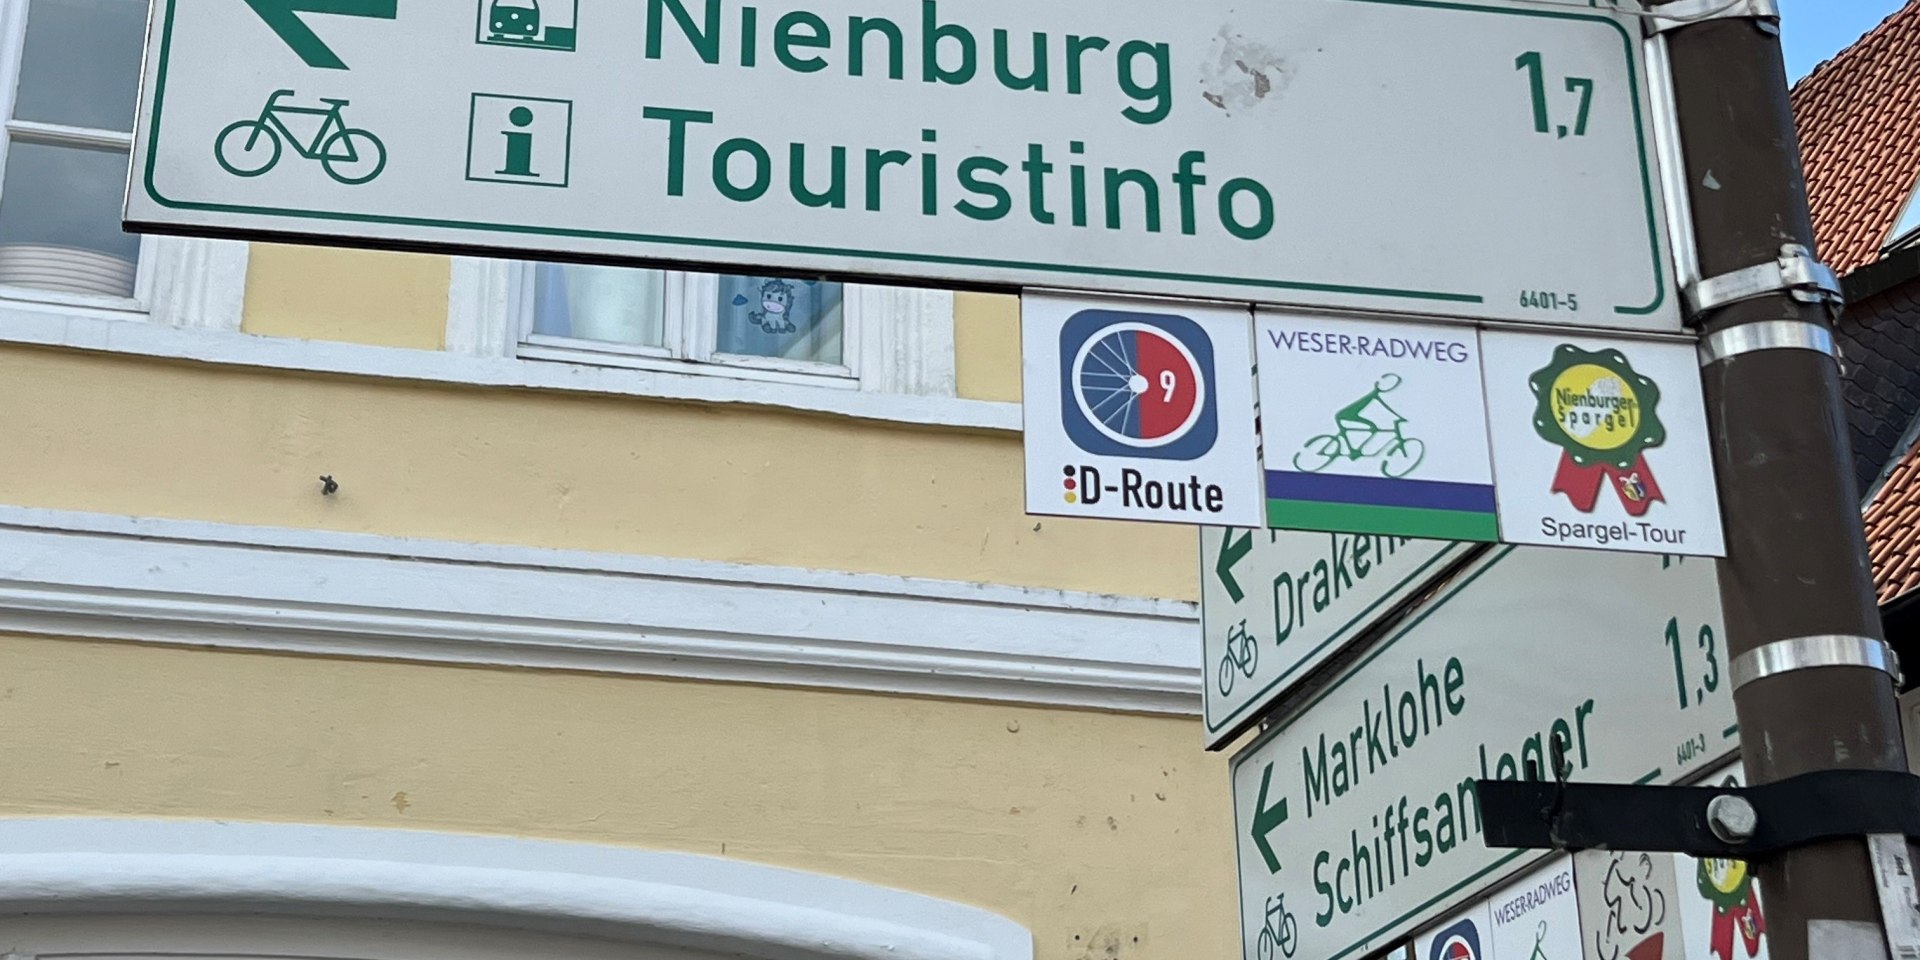 Nienburg
1,7
Touristinfo
6401-5
9
D-Route
WESER-RADWEG
Nienburger
Spargel
Spargel-Tour
1,3
Marklohe
Schiffsanleger
6401-3
WESER-RADWEG